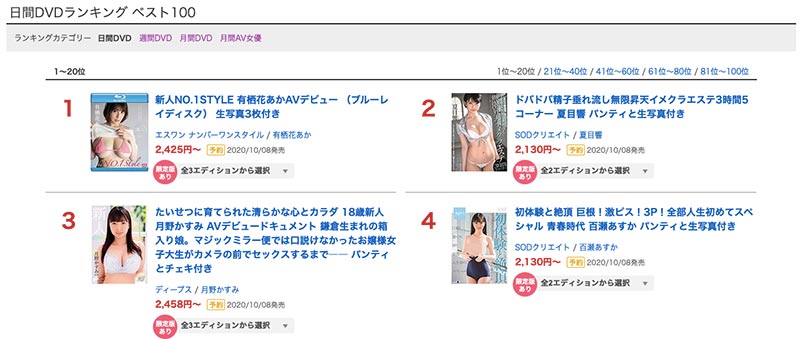 日間DVDランキング ベスト100
ランキングカテゴリー 日間DVD 週間DVD 月間DVD 月間AV女優
1〜20位
1位〜20位 / 21位〜40位 / 41位〜60位 / 61位〜80位 / 81位〜100位
1
新人NO.1STYLE 有栖花あかAVデビュー （ブルーレ
イディスク） 生写真3枚付き
エスワン ナンバーワンスタイル / 有栖花あか
2,425円〜 予約 2020/10/08発売
限定版
あり
全3エディションから選択
2
ドバドバ精子垂れ流し無限昇天イメクラエステ3時間5
コーナー 夏目響 パンティと生写真付き
SODクリエイト / 夏目響
2,130円〜 予約 2020/10/08発売
限定版
あり
全2エディションから選択
3
たいせつに育てられた清らかな心とカラダ 18歳新人
月野かすみ AVデビュードキュメント 鎌倉生まれの箱
入り娘。マジックミラー便では口説けなかったお嬢様女
子大生がカメラの前でセックスするまで―― パンティ
とチェキ付き
ディープス / 月野かすみ
2,458円〜 予約 2020/10/08発売
限定版
あり
全3エディションから選択
4
初体験と絶頂 巨根！激ピス！3P！全部人生初めてスペ
シャル 青春時代 百瀬あすか パンティと生写真付き
SODクリエイト / 百瀬あすか
2,130円〜 予約 2020/10/08発売
限定版
あり
全2エディションから選択